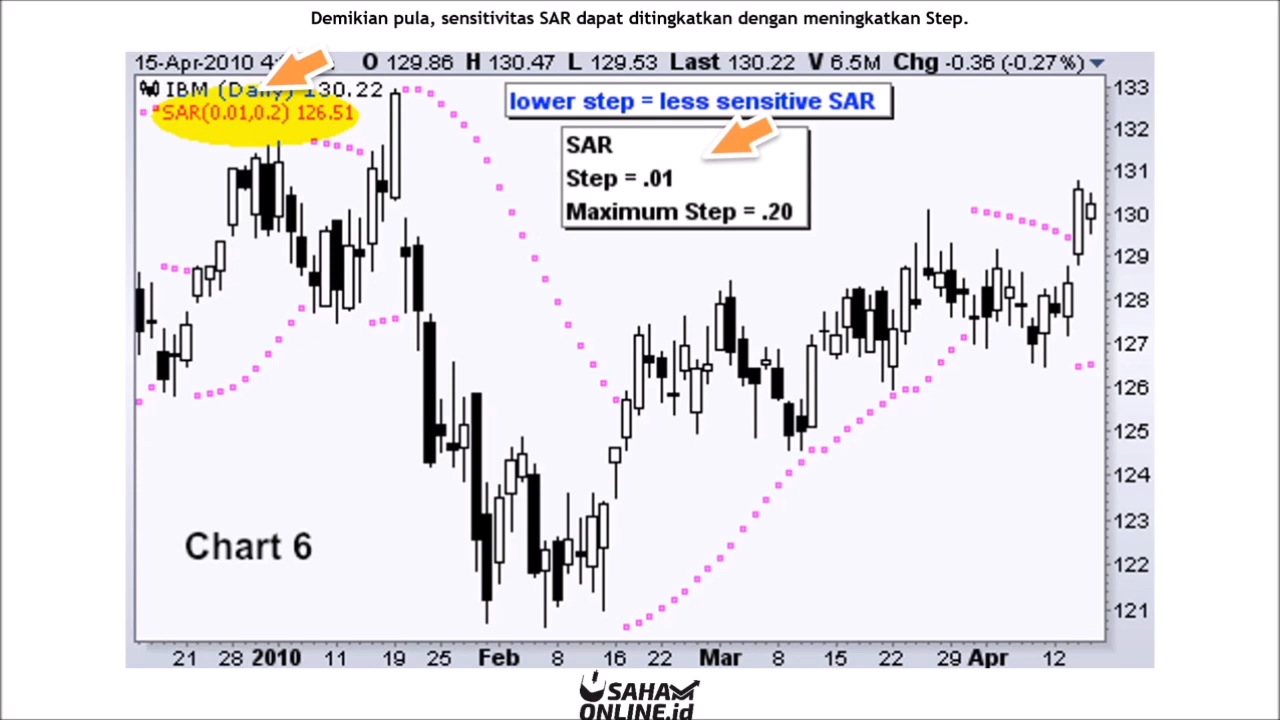 Demikian pula, sensitivitas SAR dapat ditingkatkan dengan meningkatkan Step.
15-Apr-2010 4: O 129.86 H 130.47 L 129.53 Last 130.22 V 6.5M Chg -0.36 (-0.27%)
IBM (Daily) 130.22
SAR(0.01,0.2) 126.51
lower step = less sensitive SAR
SAR
Step = .01
Maximum Step = .20
133
132
131
130
129
128
127
126
125
124
123
122
121
Chart 6
21 28 2010 11 19 25 Feb 8 16 22 Mar 8 15 22 29 Apr 12
SAHAM
ONLINE.id